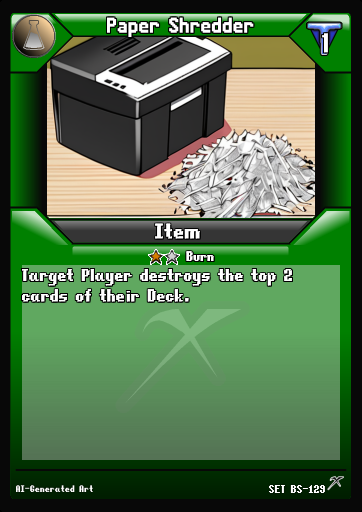 Paper Shredder
1
Item
Burn
Target Player destroys the top 2
cards of their Deck.
AI-Generated Art
SET BS-129